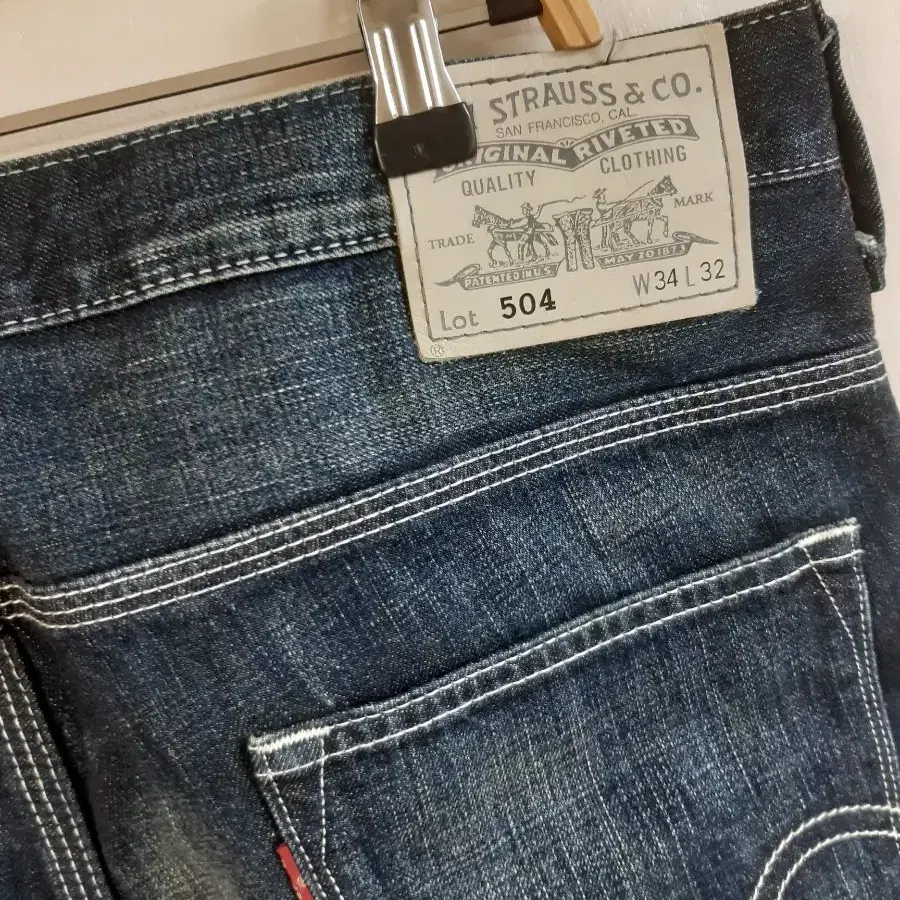 STRAUSS & CO.
SAN FRANCISCO, CAL.
ORIGINAL RIVETED
QUALITY CLOTHING
TRADE MARK
PATENTED IN U.S. MAY 20 1873
Lot 504 W34 L32
®